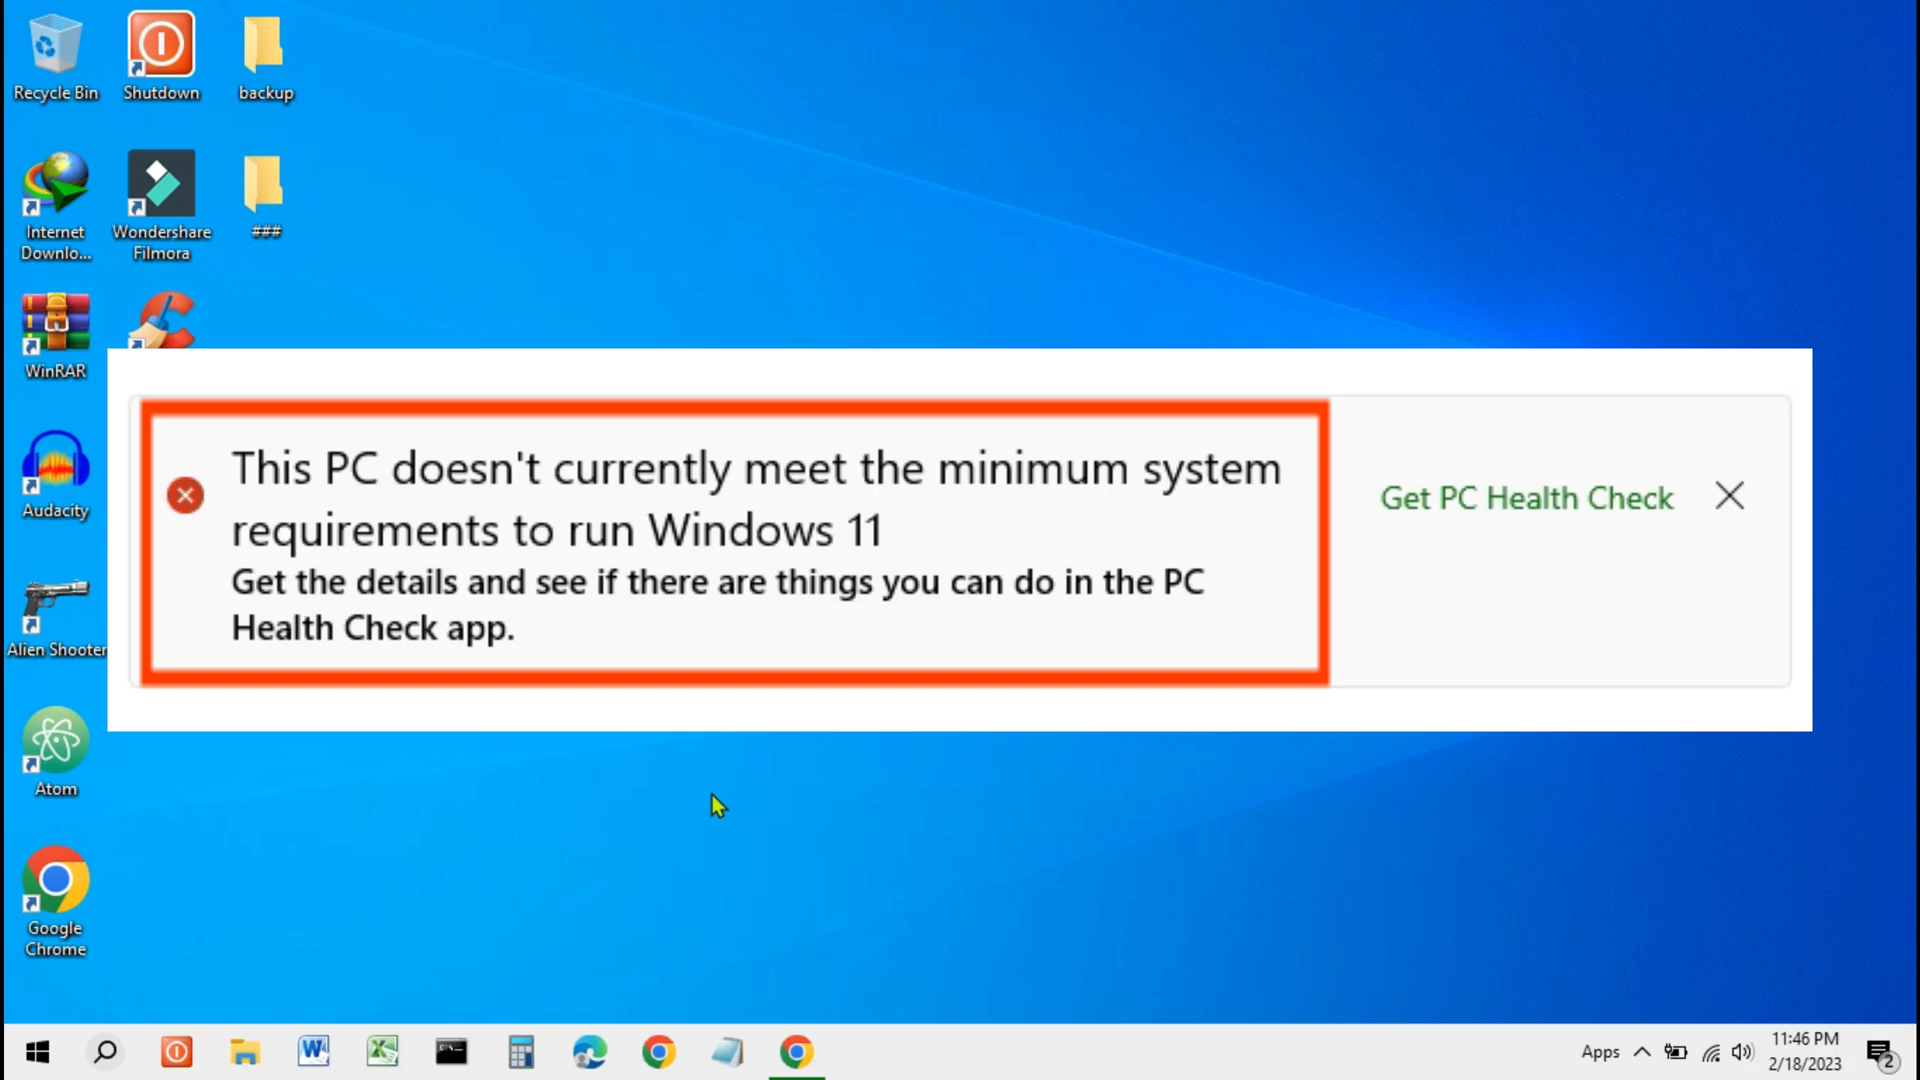 Recycle Bin
Shutdown
backup
Internet
Downlo...
Wondershare
Filmora
###
WinRAR
Audacity
Alien Shooter
Atom
Google
Chrome
This PC doesn't currently meet the minimum system
requirements to run Windows 11
Get the details and see if there are things you can do in the PC
Health Check app.
Get PC Health Check
Apps
11:46 PM
2/18/2023
2